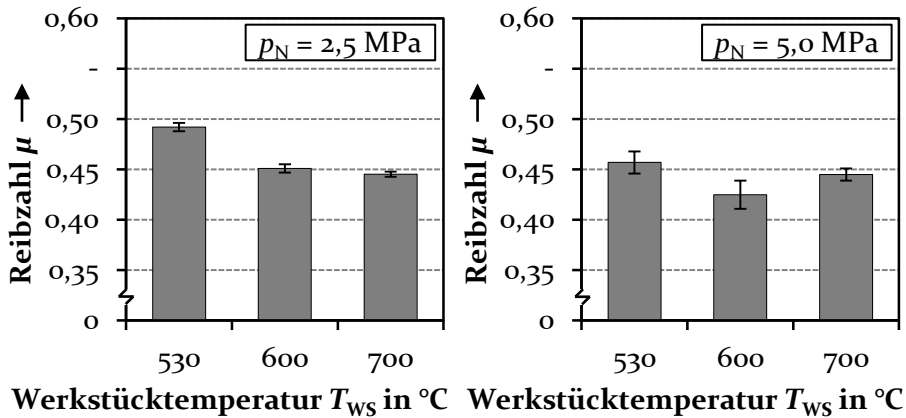 0,60
-
0,50
0,45
0,40
0,35
0
Reibzahl μ
p_N = 2,5 MPa
530 600 700
Werkstücktemperatur T_WS in °C
0,60
-
0,50
0,45
0,40
0,35
0
Reibzahl μ
p_N = 5,0 MPa
530 600 700
Werkstücktemperatur T_WS in °C